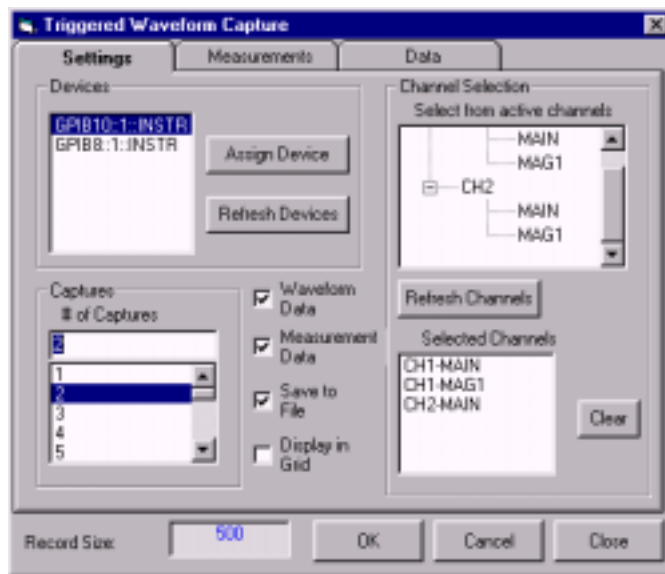 Triggered Waveform Capture
Settings
Measurements
Data
Devices
GPIB10::1::INSTR
GPIB8::1::INSTR
Assign Device
Refresh Devices
Channel Selection
Select from active channels
MAIN
MAG1
CH2
MAIN
MAG1
Refresh Channels
Captures
# of Captures
2
1
2
3
4
5
Waveform
Data
Measurement
Data
Save to
File
Display in
Grid
Selected Channels
CH1-MAIN
CH1-MAG1
CH2-MAIN
Clear
Record Size:
500
OK
Cancel
Close